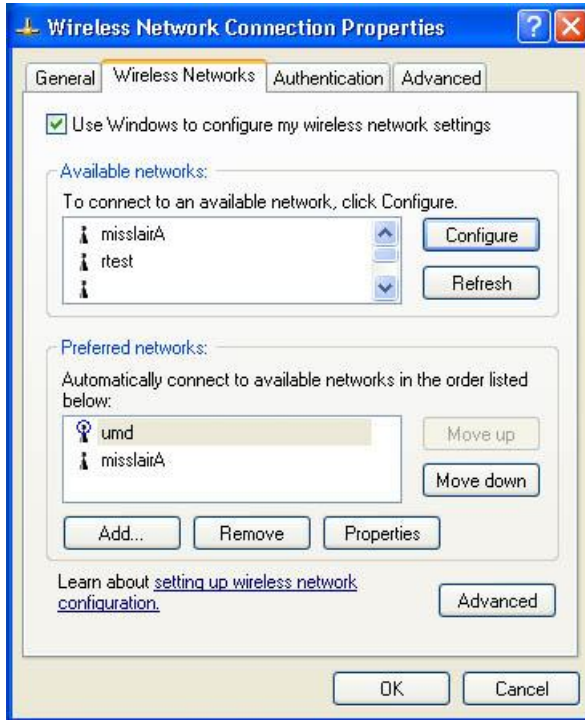 Wireless Network Connection Properties
General Wireless Networks Authentication Advanced
Use Windows to configure my wireless network settings
Available networks:
To connect to an available network, click Configure.
misslairA
rtest
Configure
Refresh
Preferred networks:
Automatically connect to available networks in the order listed
below:
umd
misslairA
Move up
Move down
Add... Remove Properties
Learn about setting up wireless network
configuration.
Advanced
OK Cancel